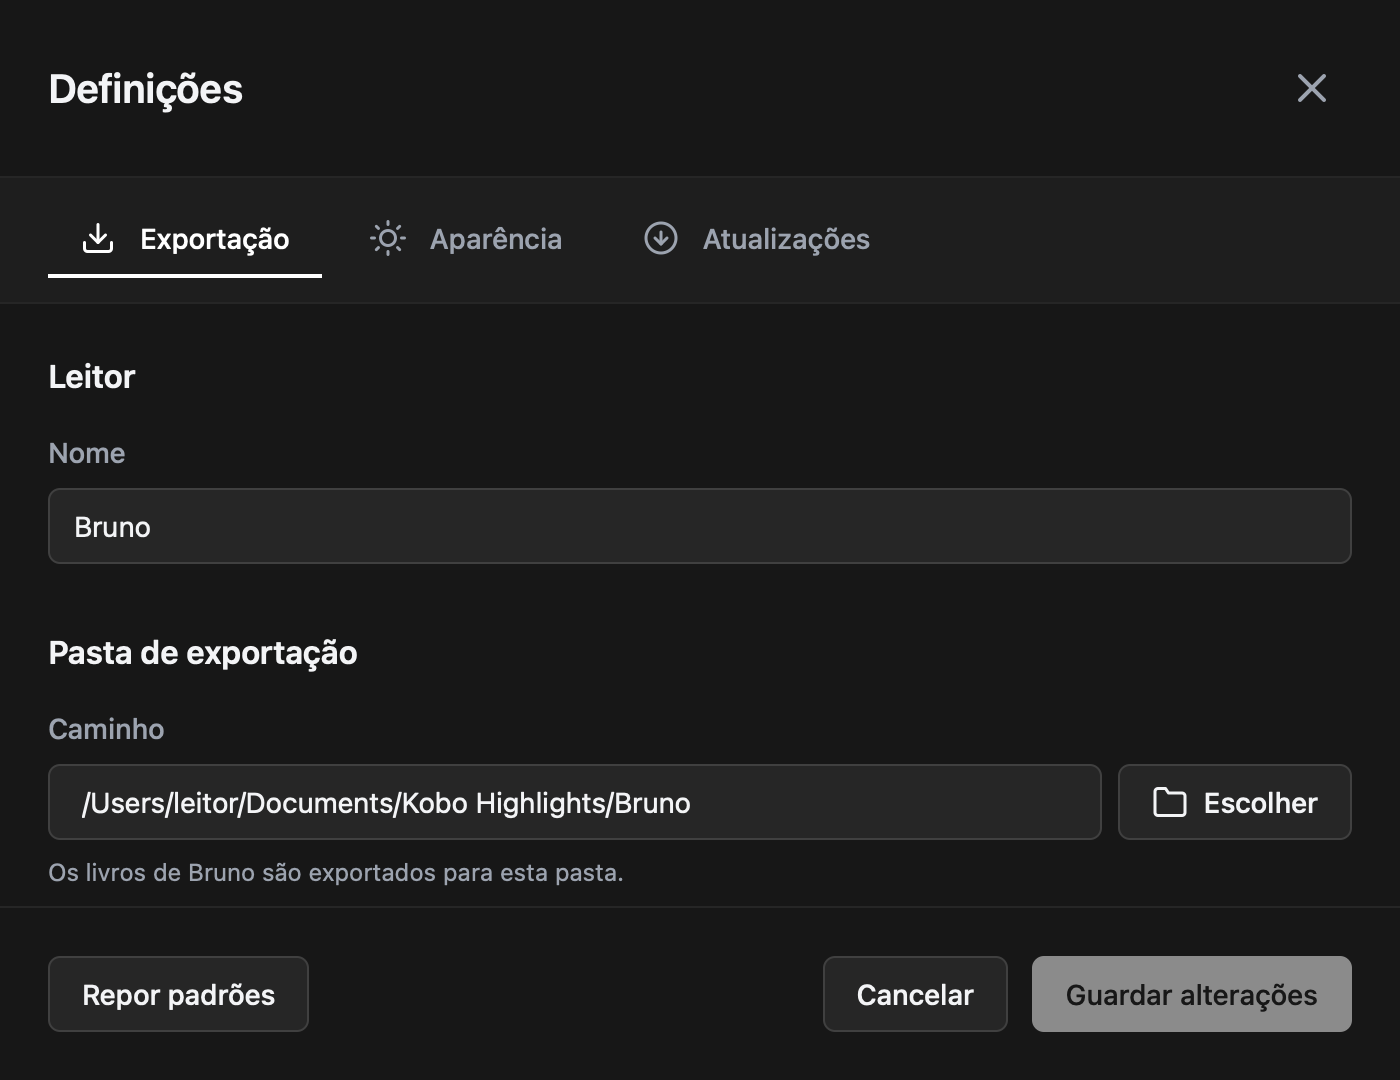 Definições
Exportação
Aparência
Atualizações
Leitor
Nome
Bruno
Pasta de exportação
Caminho
/Users/leitor/Documents/Kobo Highlights/Bruno
Escolher
Os livros de Bruno são exportados para esta pasta.
Repor padrões
Cancelar
Guardar alterações